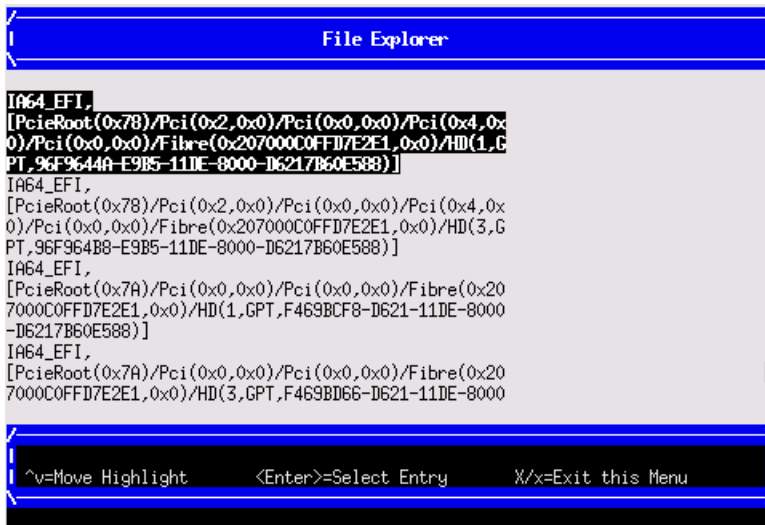 File Explorer
IA64_EFI,
[PcieRoot(0x78)/Pci(0x2,0x0)/Pci(0x0,0x0)/Pci(0x4,0x
0)/Pci(0x0,0x0)/Fibre(0x207000C0FFD7E2E1,0x0)/HD(1,G
PT,96F9644A-E9B5-11DE-8000-D6217B60E588)]
IA64_EFI,
[PcieRoot(0x78)/Pci(0x2,0x0)/Pci(0x0,0x0)/Pci(0x4,0x
0)/Pci(0x0,0x0)/Fibre(0x207000C0FFD7E2E1,0x0)/HD(3,G
PT,96F964B8-E9B5-11DE-8000-D6217B60E588)]
IA64_EFI,
[PcieRoot(0x7A)/Pci(0x0,0x0)/Pci(0x0,0x0)/Fibre(0x20
7000C0FFD7E2E1,0x0)/HD(1,GPT,F469BCF8-D621-11DE-8000
-D6217B60E588)]
IA64_EFI,
[PcieRoot(0x7A)/Pci(0x0,0x0)/Pci(0x0,0x0)/Fibre(0x20
7000C0FFD7E2E1,0x0)/HD(3,GPT,F469BD66-D621-11DE-8000
^v=Move Highlight <Enter>=Select Entry X/x=Exit this Menu